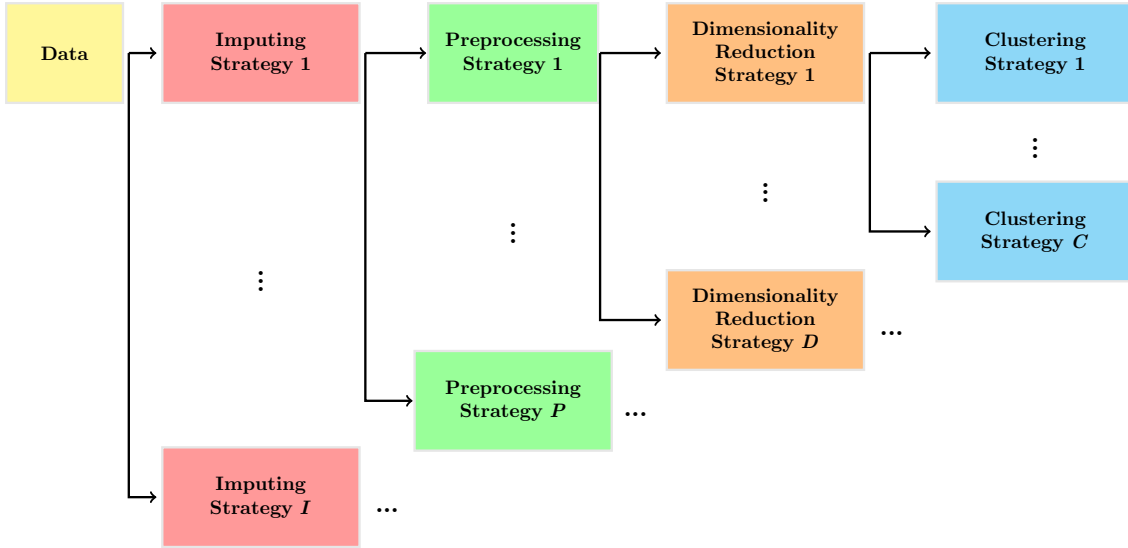 Data
Imputing
Strategy 1
Preprocessing
Strategy 1
Dimensionality
Reduction
Strategy 1
Clustering
Strategy 1
⋮
⋮
⋮
⋮
Clustering
Strategy C
Dimensionality
Reduction
Strategy D
...
Preprocessing
Strategy P
...
Imputing
Strategy I
...